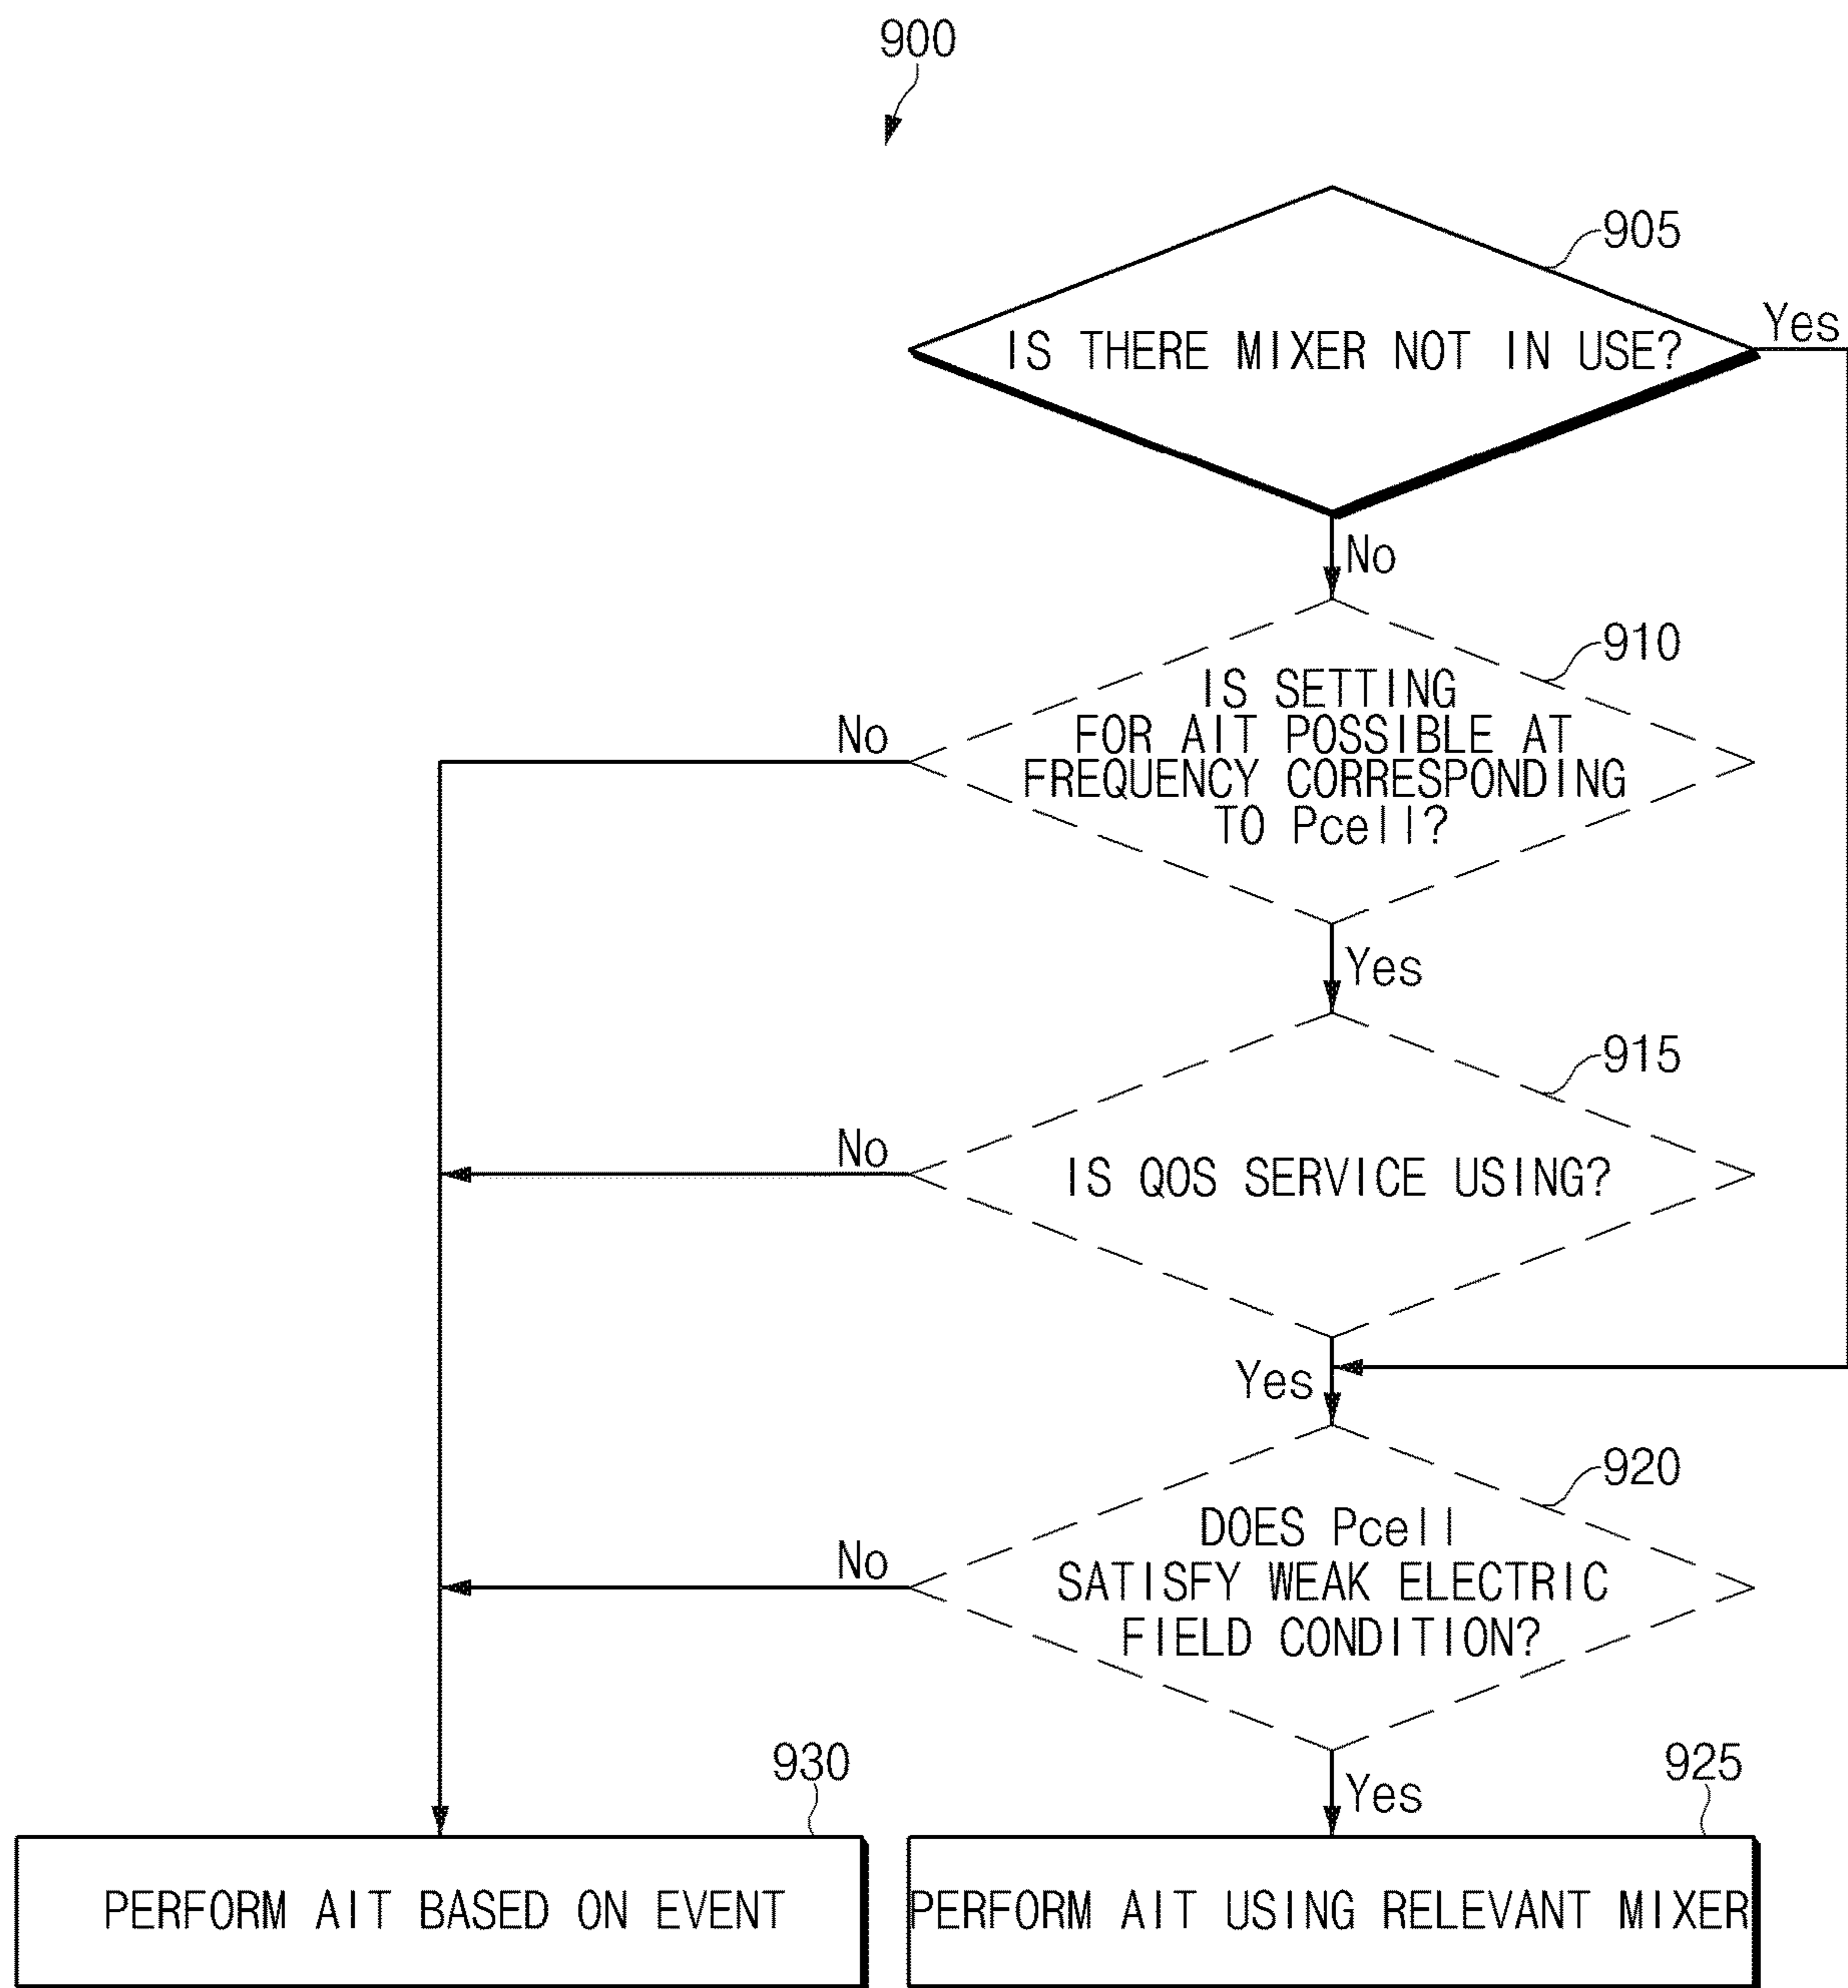 900
905
IS THERE MIXER NOT IN USE?
Yes
No
910
IS SETTING
FOR AIT POSSIBLE AT
FREQUENCY CORRESPONDING
TO Pcell?
No
Yes
915
IS QOS SERVICE USING?
No
Yes
920
DOES Pcell
SATISFY WEAK ELECTRIC
FIELD CONDITION?
No
Yes
930
PERFORM AIT BASED ON EVENT
925
PERFORM AIT USING RELEVANT MIXER